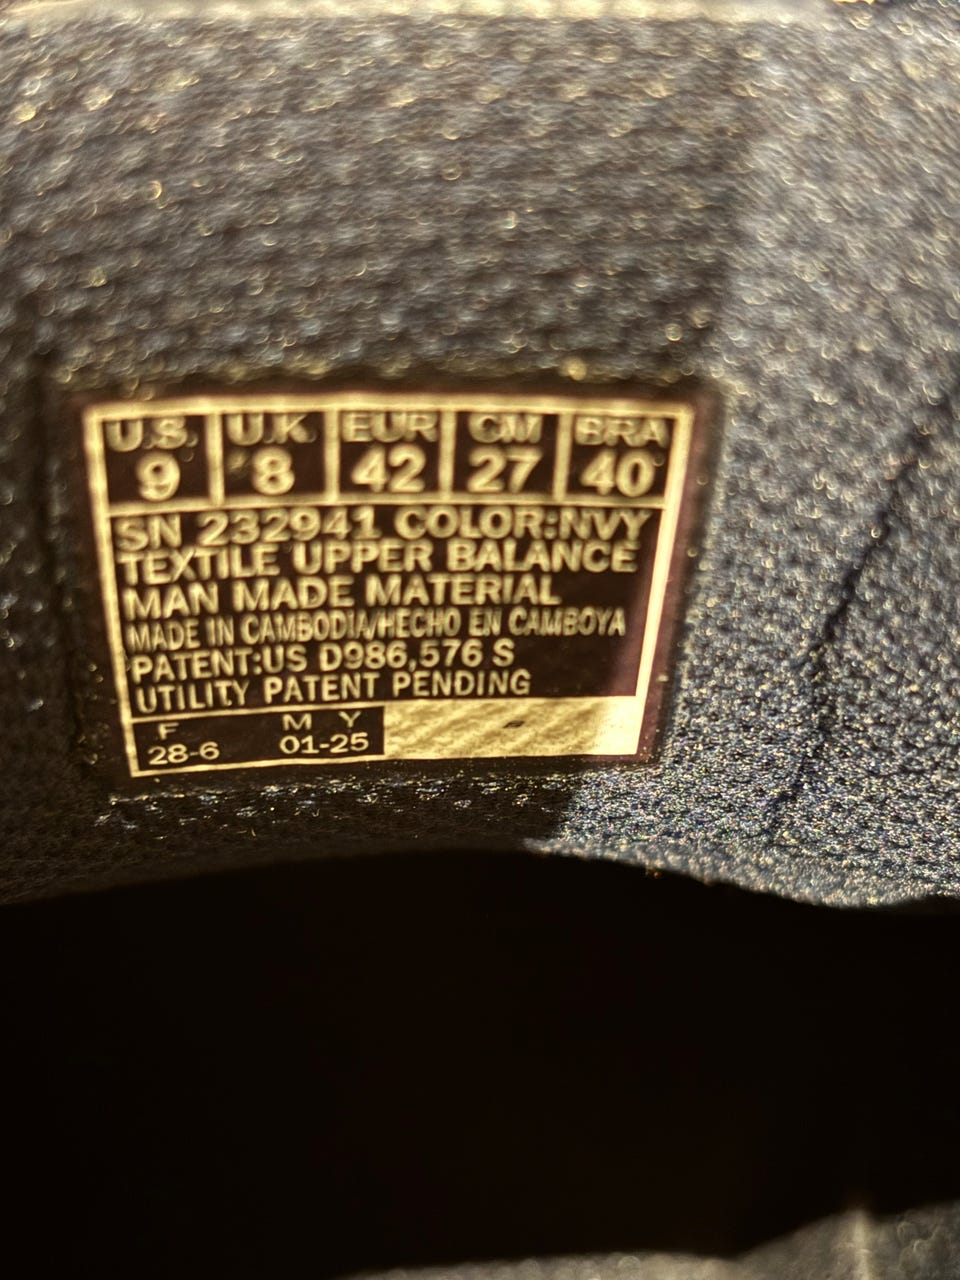 U.S. U.K. EUR CM BRA
9 8 42 27 40
SN 232941 COLOR:NVY
TEXTILE UPPER BALANCE
MAN MADE MATERIAL
MADE IN CAMBODIA/HECHO EN CAMBOYA
PATENT:US D986,576 S
UTILITY PATENT PENDING
F M Y
28-6 01-25